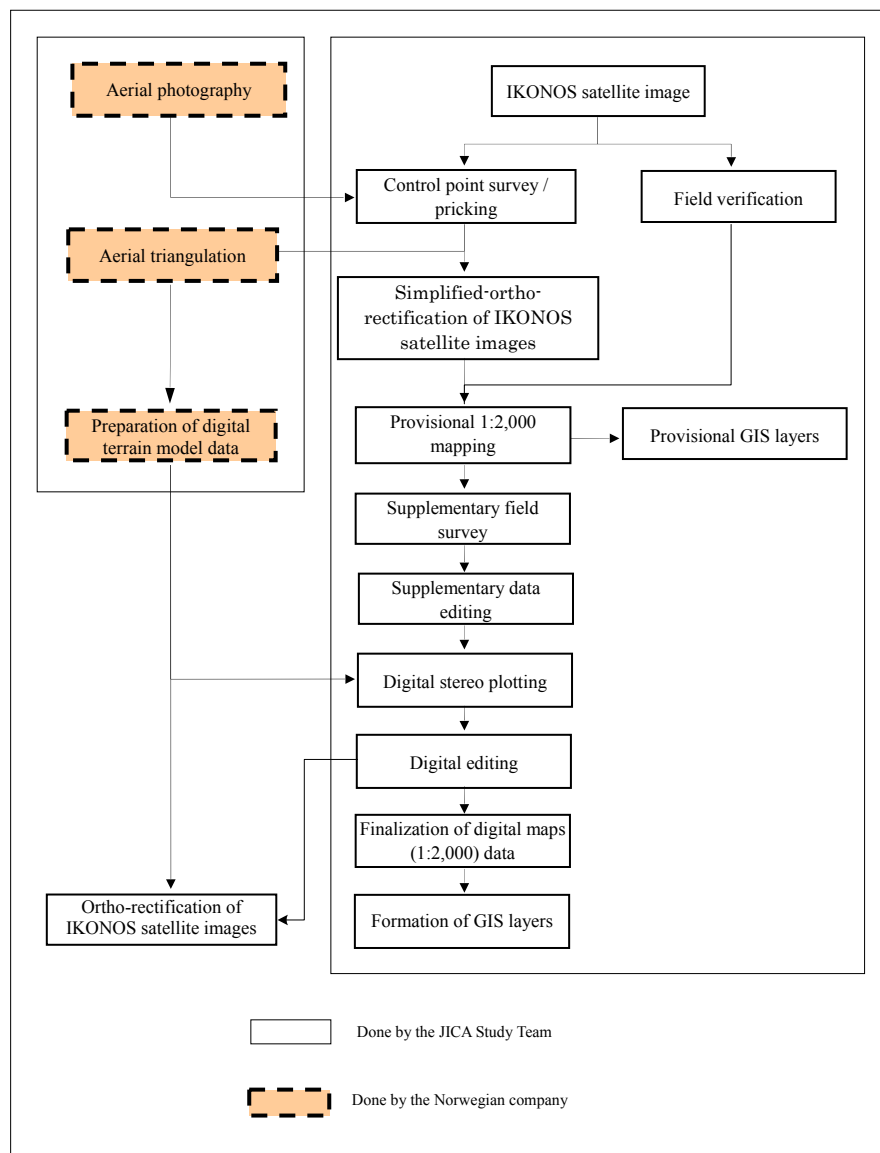 Aerial photography
IKONOS satellite image
Control point survey /
pricking
Field verification
Aerial triangulation
Simplified-ortho-
rectification of IKONOS
satellite images
Preparation of digital
terrain model data
Provisional 1:2,000
mapping
Provisional GIS layers
Supplementary field
survey
Supplementary data
editing
Digital stereo plotting
Digital editing
Finalization of digital maps
(1:2,000) data
Ortho-rectification of
IKONOS satellite images
Formation of GIS layers
Done by the JICA Study Team
Done by the Norwegian company